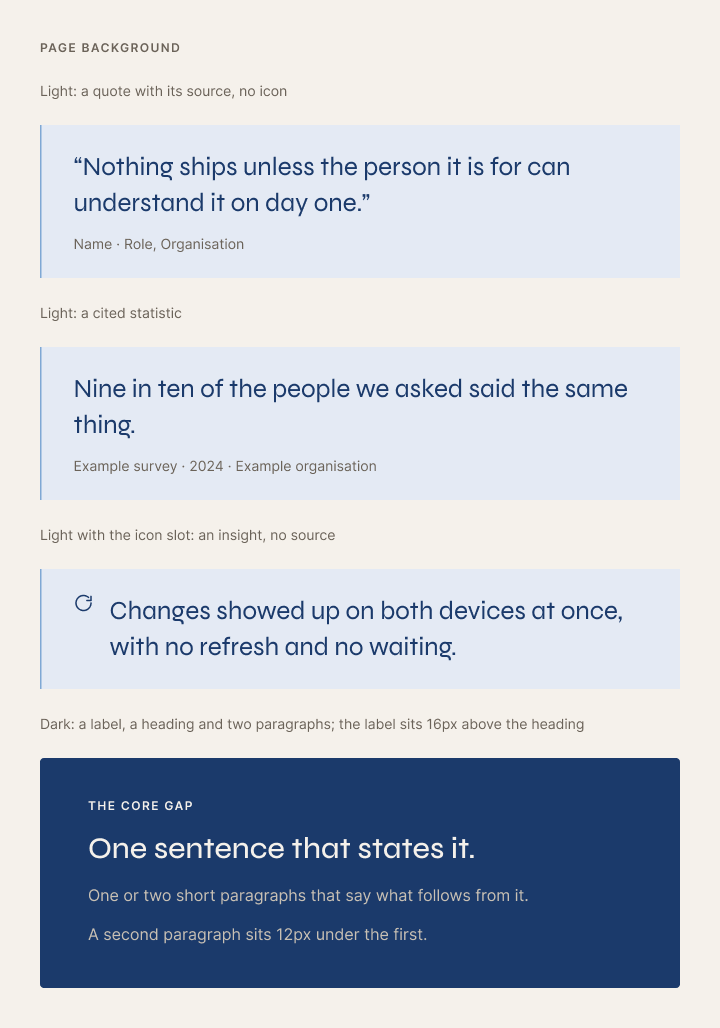 PAGE BACKGROUND
Light: a quote with its source, no icon
“Nothing ships unless the person it is for can
understand it on day one.”
Name · Role, Organisation
Light: a cited statistic
Nine in ten of the people we asked said the same
thing.
Example survey · 2024 · Example organisation
Light with the icon slot: an insight, no source
Changes showed up on both devices at once,
with no refresh and no waiting.
Dark: a label, a heading and two paragraphs; the label sits 16px above the heading
THE CORE GAP
One sentence that states it.
One or two short paragraphs that say what follows from it.
A second paragraph sits 12px under the first.